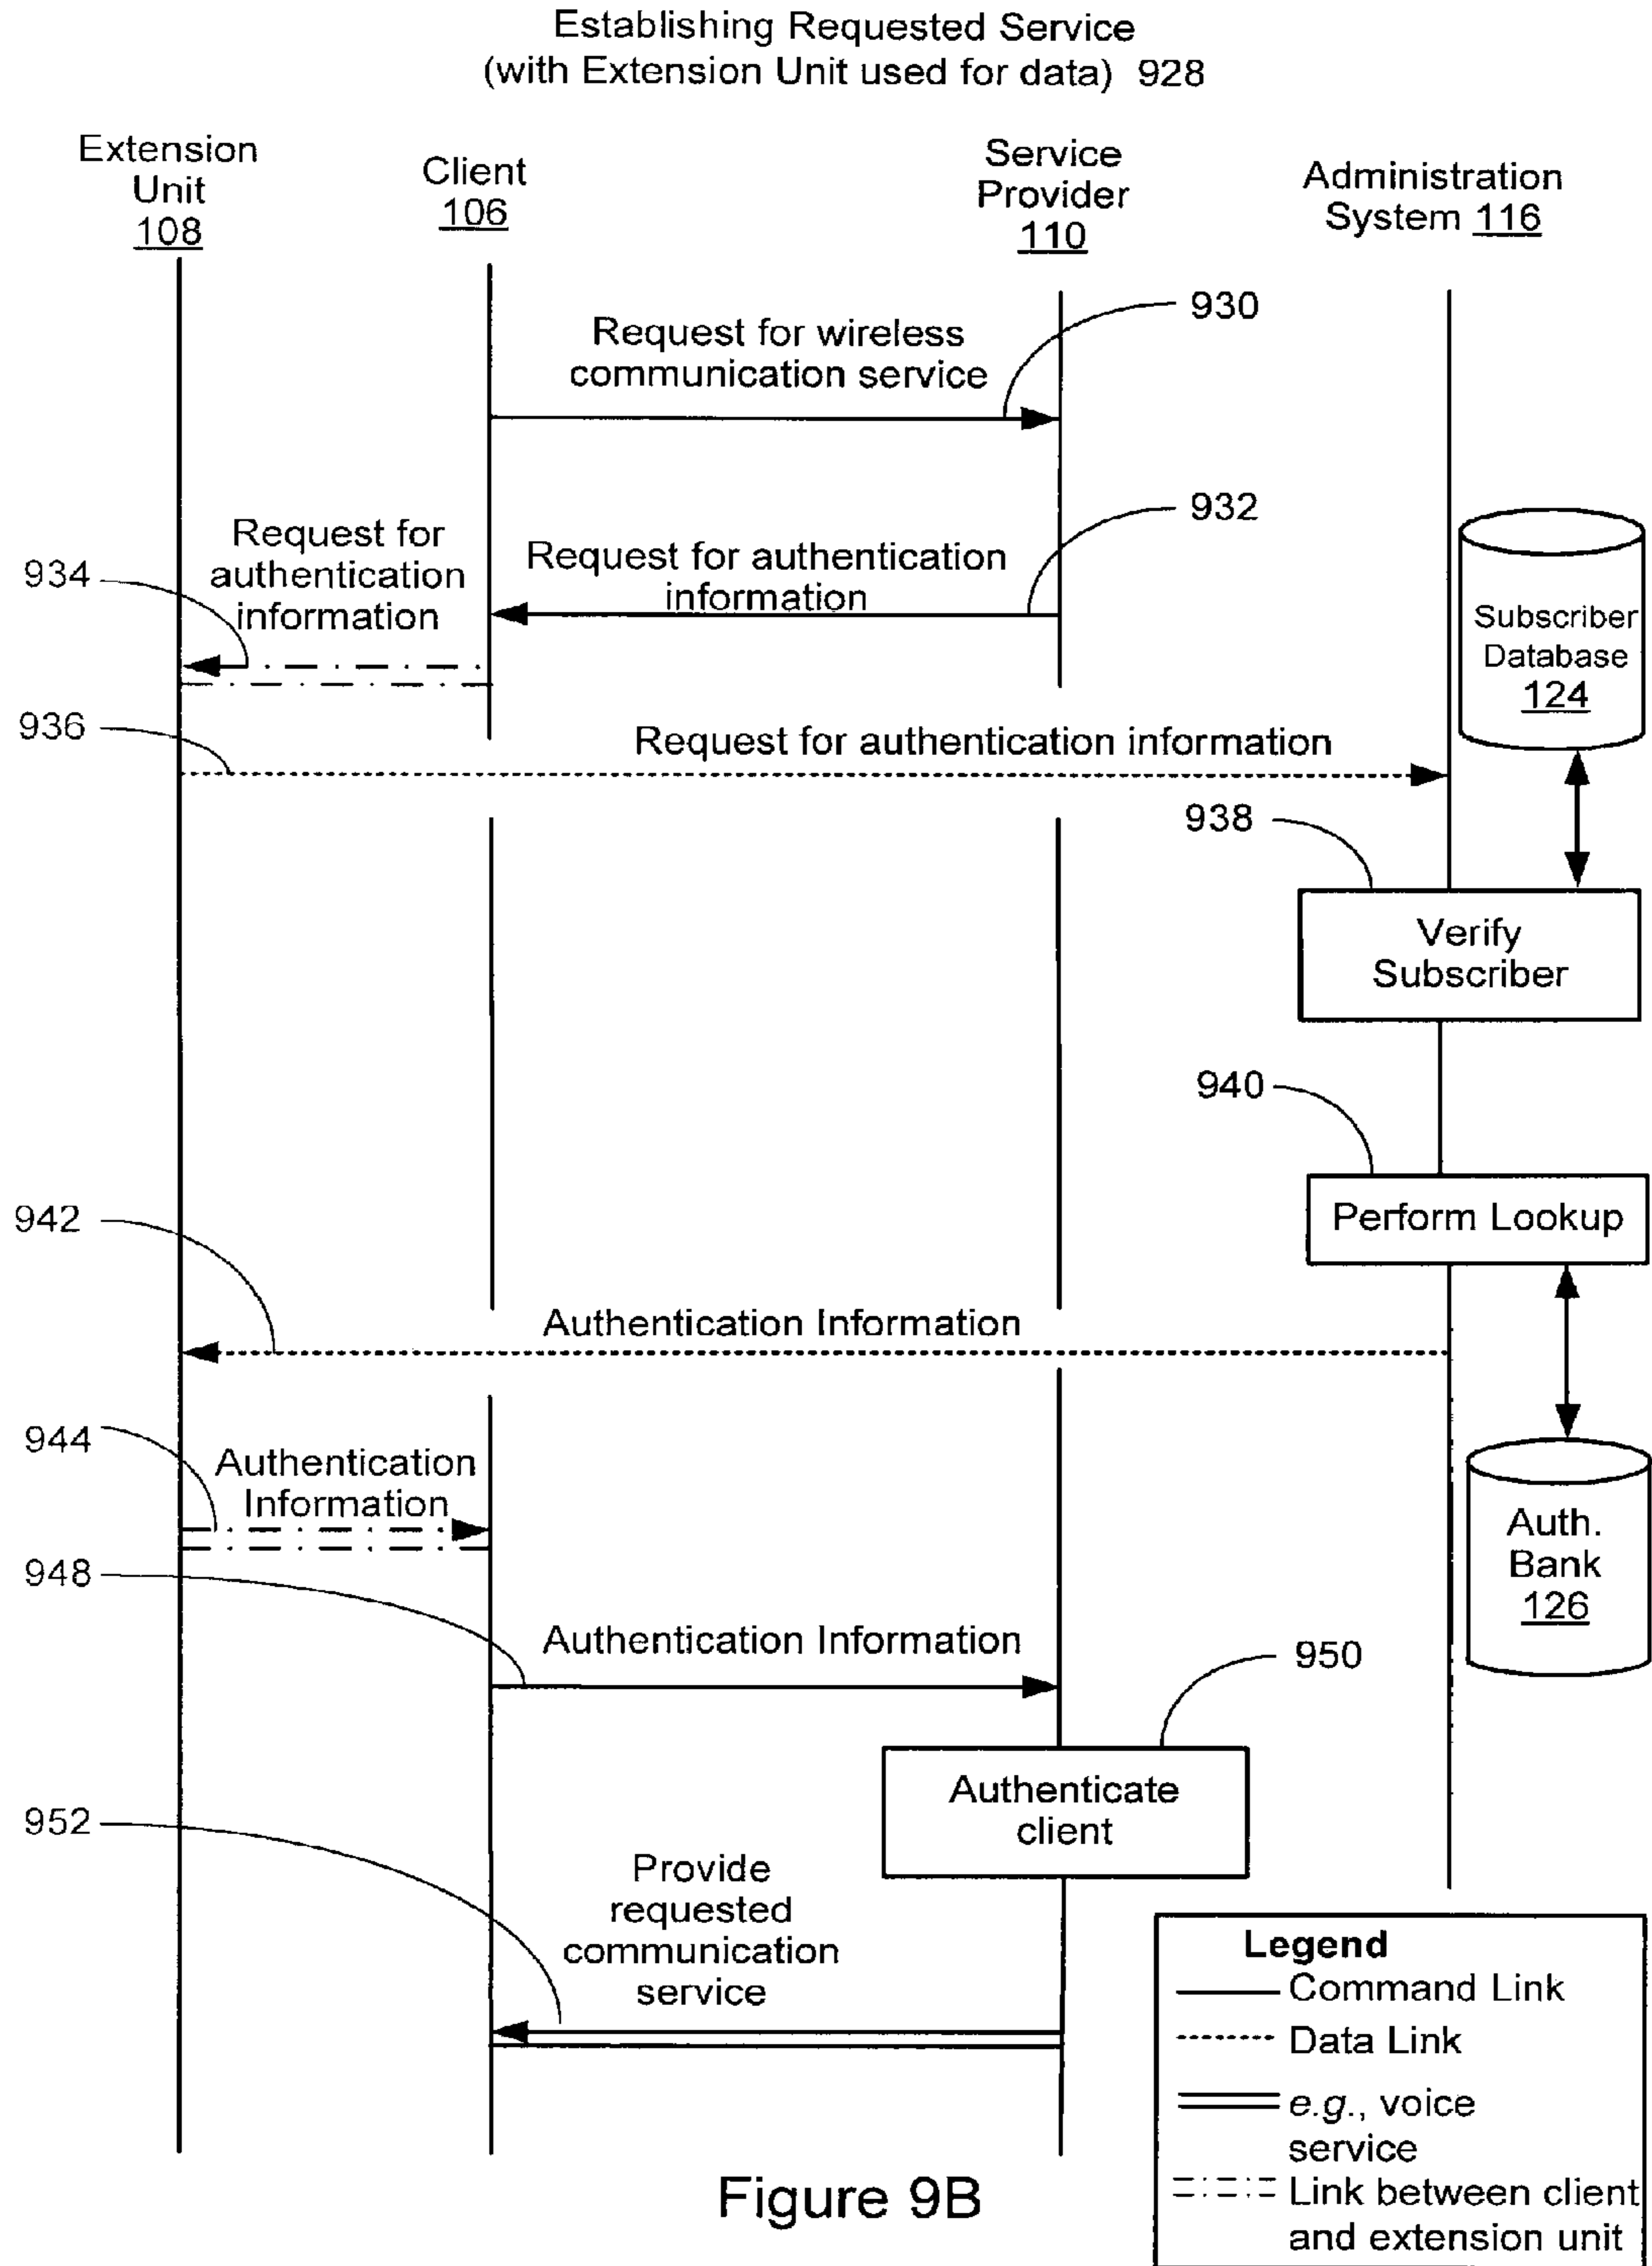 Establishing Requested Service
(with Extension Unit used for data) 928
Extension
Unit
108
Client
106
Service
Provider
110
Administration
System 116
930
Request for wireless
communication service
932
Request for authentication
information
934
Request for
authentication
information
Subscriber
Database
124
936
Request for authentication information
938
Verify
Subscriber
940
Perform Lookup
942
Authentication Information
944
Authentication
Information
Auth.
Bank
126
948
Authentication Information
950
Authenticate
client
952
Provide
requested
communication
service
Legend
Command Link
Data Link
e.g., voice
service
Link between client
and extension unit
Figure 9B